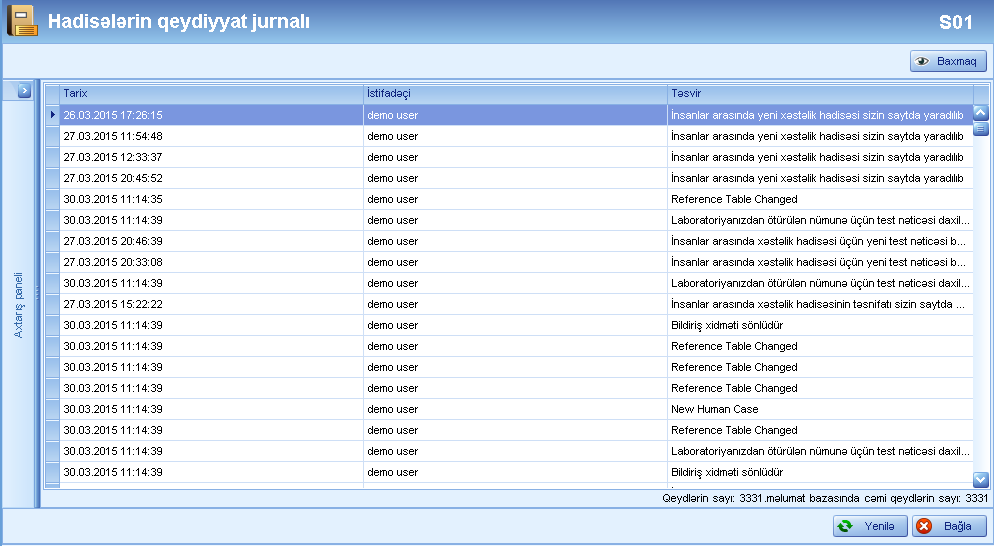 Hadisələrin qeydiyyat jurnalı S01
Baxmaq
Tarix İstifadəçi Təsvir
26.03.2015 17:26:15 demo user İnsanlar arasında yeni xəstəlik hadisəsi sizin saytda yaradılıb
27.03.2015 11:54:48 demo user İnsanlar arasında yeni xəstəlik hadisəsi sizin saytda yaradılıb
27.03.2015 12:33:37 demo user İnsanlar arasında yeni xəstəlik hadisəsi sizin saytda yaradılıb
27.03.2015 20:45:52 demo user İnsanlar arasında yeni xəstəlik hadisəsi sizin saytda yaradılıb
30.03.2015 11:14:35 demo user Reference Table Changed
30.03.2015 11:14:39 demo user Laboratoriyanızdan ötürülən nümunə üçün test nəticəsi daxil...
27.03.2015 20:46:39 demo user İnsanlar arasında xəstəlik hadisəsi üçün yeni test nəticəsi b...
27.03.2015 20:33:08 demo user İnsanlar arasında xəstəlik hadisəsi üçün yeni test nəticəsi b...
30.03.2015 11:14:39 demo user Laboratoriyanızdan ötürülən nümunə üçün test nəticəsi daxil...
27.03.2015 15:22:22 demo user İnsanlar arasında xəstəlik hadisəsinin təsnifatı sizin saytda ...
30.03.2015 11:14:39 demo user Bildiriş xidməti sönlüdür
30.03.2015 11:14:39 demo user Reference Table Changed
30.03.2015 11:14:39 demo user Reference Table Changed
30.03.2015 11:14:39 demo user Reference Table Changed
30.03.2015 11:14:39 demo user New Human Case
30.03.2015 11:14:39 demo user Reference Table Changed
30.03.2015 11:14:39 demo user Laboratoriyanızdan ötürülən nümunə üçün test nəticəsi daxil...
30.03.2015 11:14:39 demo user Bildiriş xidməti sönlüdür
Axtarış paneli
Qeydlərin sayı: 3331.məlumat bazasında cəmi qeydlərin sayı: 3331
Yenilə Bağla